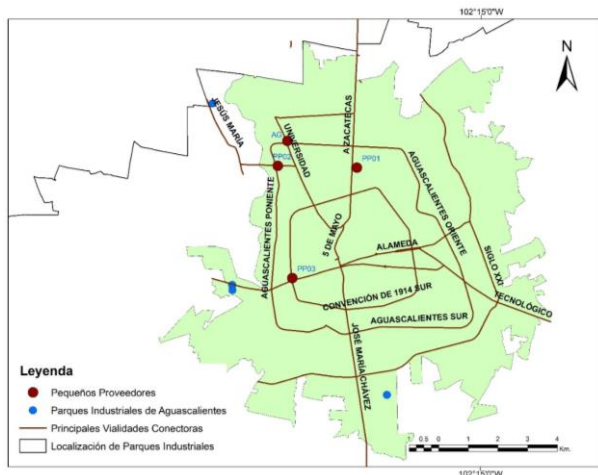 102°15'0"W
N
JESÚS MARÍA
A ZACATECAS
UNIVERSIDAD
AG
PP02
PP01
AGUASCALIENTES ORIENTE
AGUASCALIENTES PONIENTE
5 DE MAYO
ALAMEDA
SIGLO XXI
PP03
CONVENCIÓN DE 1914 SUR
TECNOLÓGICO
AGUASCALIENTES SUR
JOSÉ MARÍA CHÁVEZ
Leyenda
Pequeños Proveedores
Parques Industriales de Aguascalientes
Principales Vialidades Conectoras
Localización de Parques Industriales
1 0.5 0 1 2 3 4
Km.
102°15'0"W